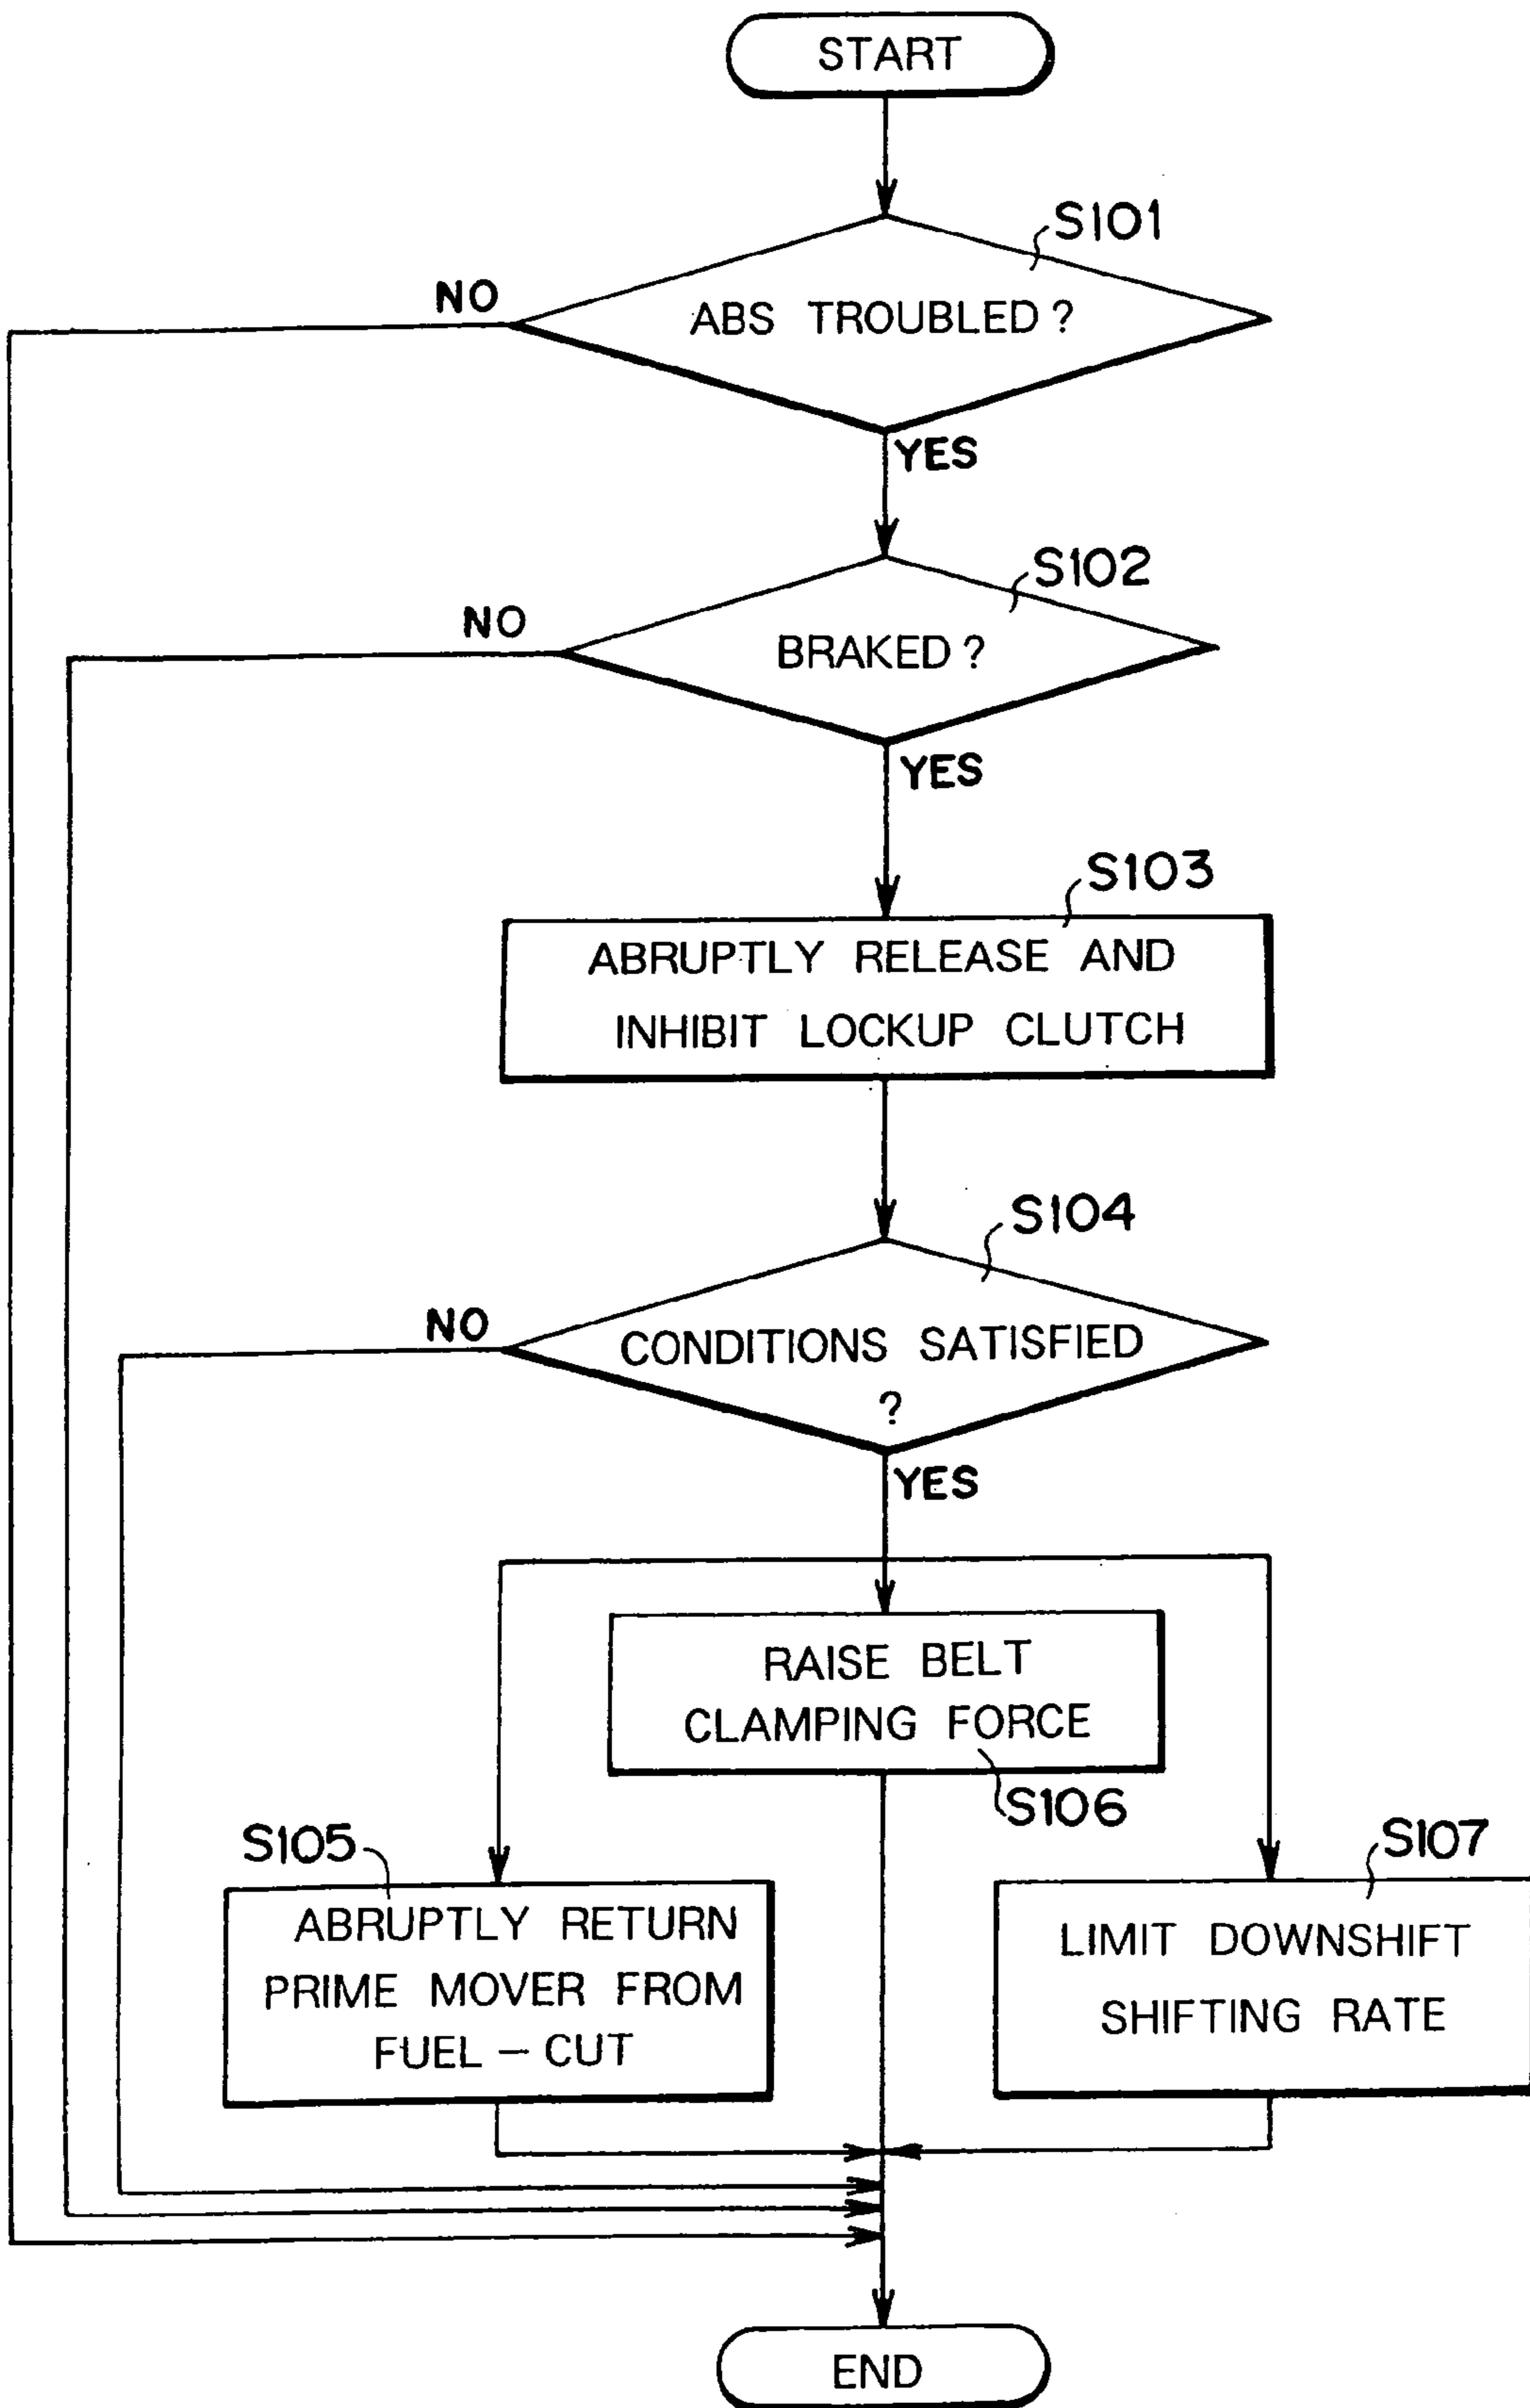 START
S101
NO
ABS TROUBLED ?
YES
S102
NO
BRAKED ?
YES
S103
ABRUPTLY RELEASE AND
INHIBIT LOCKUP CLUTCH
S104
NO
CONDITIONS SATISFIED
?
YES
RAISE BELT
CLAMPING FORCE
S106
S105
S107
ABRUPTLY RETURN
PRIME MOVER FROM
FUEL – CUT
LIMIT DOWNSHIFT
SHIFTING RATE
END